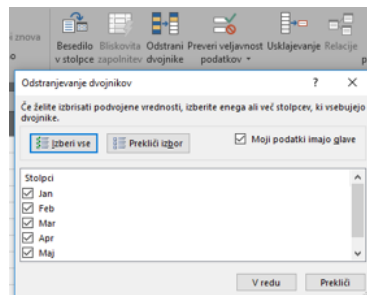 znova
Besedilo Bliskovita Odstrani Preveri veljavnost Usklajevanje Relacije
v stolpce zapolnitev dvojnike podatkov
Odstranjevanje dvojnikov ? ×
Če želite izbrisati podvojene vrednosti, izberite enega ali več stolpcev, ki vsebujejo
dvojnike.
Izberi vse Prekliči izbor Moji podatki imajo glave
Stolpci
Jan
Feb
Mar
Apr
Maj
V redu Prekliči